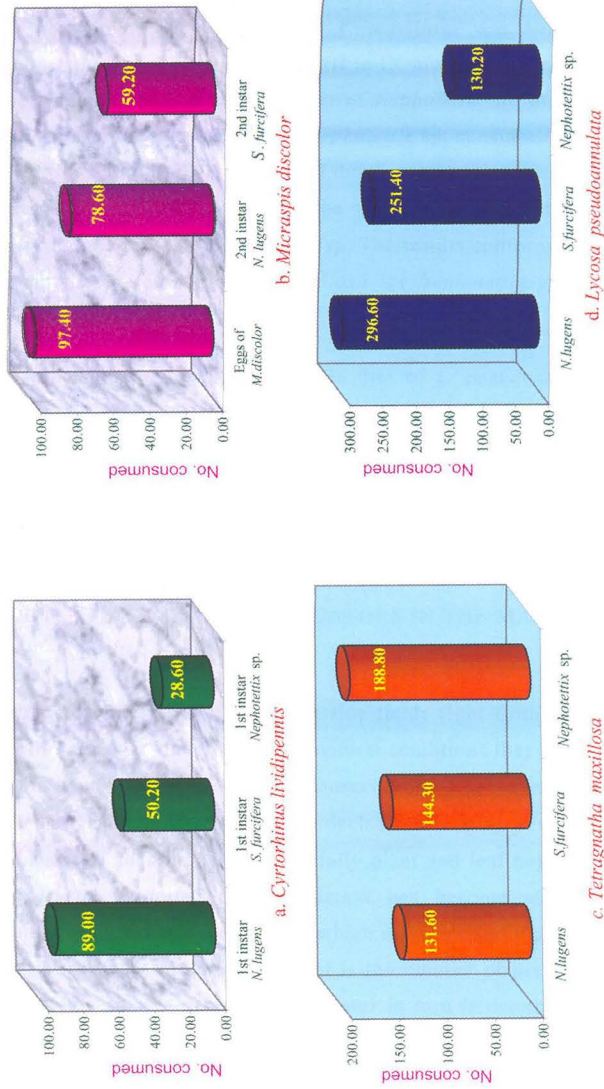 100.00
80.00
60.00
40.00
20.00
0.00
No. consumed
89.00
50.20
28.60
1st instar
N. lugens
1st instar
S. furcifera
1st instar
Nephotettix sp.
a. Cyrtorhinus lividipennis
100.00
80.00
60.00
40.00
20.00
0.00
No. consumed
97.40
78.60
59.20
Eggs of
M.discolor
2nd instar
N. lugens
2nd instar
S. furcifera
b. Micraspis discolor
200.00
150.00
100.00
50.00
0.00
No. consumed
131.60
144.30
188.80
N.lugens
S.furcifera
Nephotettix sp.
c. Tetragnatha maxillosa
300.00
250.00
200.00
150.00
100.00
50.00
0.00
No. consumed
296.60
251.40
130.20
N.lugens
S.furcifera
Nephotettix sp.
d. Lycosa pseudoannulata